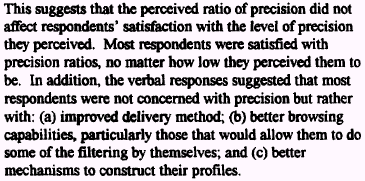 This suggests that the perceived ratio of precision did not
affect respondents' satisfaction with the level of precision
they perceived. Most respondents were satisfied with
precision ratios, no matter how low they perceived them to
be. In addition, the verbal responses suggested that most
respondents were not concerned with precision but rather
with: (a) improved delivery method; (b) better browsing
capabilities, particularly those that would allow them to do
some of the filtering by themselves; and (c) better
mechanisms to construct their profiles.